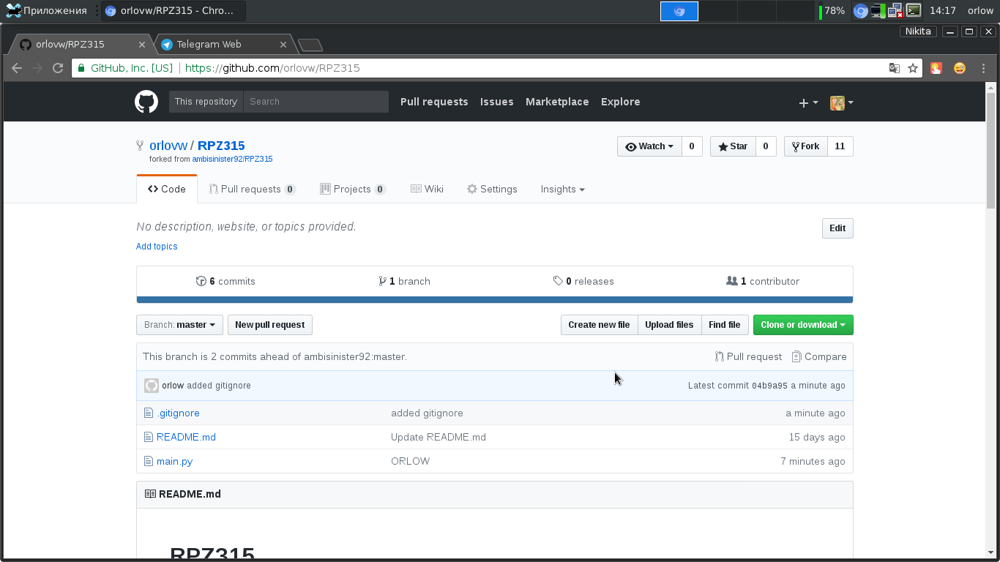 Приложения orlovw/RPZ315 - Chro... 78% 14:17 orlow
Nikita
orlovw/RPZ315 Telegram Web
GitHub, Inc. [US] https://github.com/orlovw/RPZ315
This repository Search Pull requests Issues Marketplace Explore
orlovw / RPZ315 Watch 0 Star 0 Fork 11
forked from ambisinister92/RPZ315
Code Pull requests 0 Projects 0 Wiki Settings Insights
No description, website, or topics provided. Edit
Add topics
6 commits 1 branch 0 releases 1 contributor
Branch: master New pull request Create new file Upload files Find file Clone or download
This branch is 2 commits ahead of ambisinister92:master. Pull request Compare
orlow added gitignore Latest commit 04b9a95 a minute ago
.gitignore added gitignore a minute ago
README.md Update README.md 15 days ago
main.py ORLOW 7 minutes ago
README.md
RPZ315